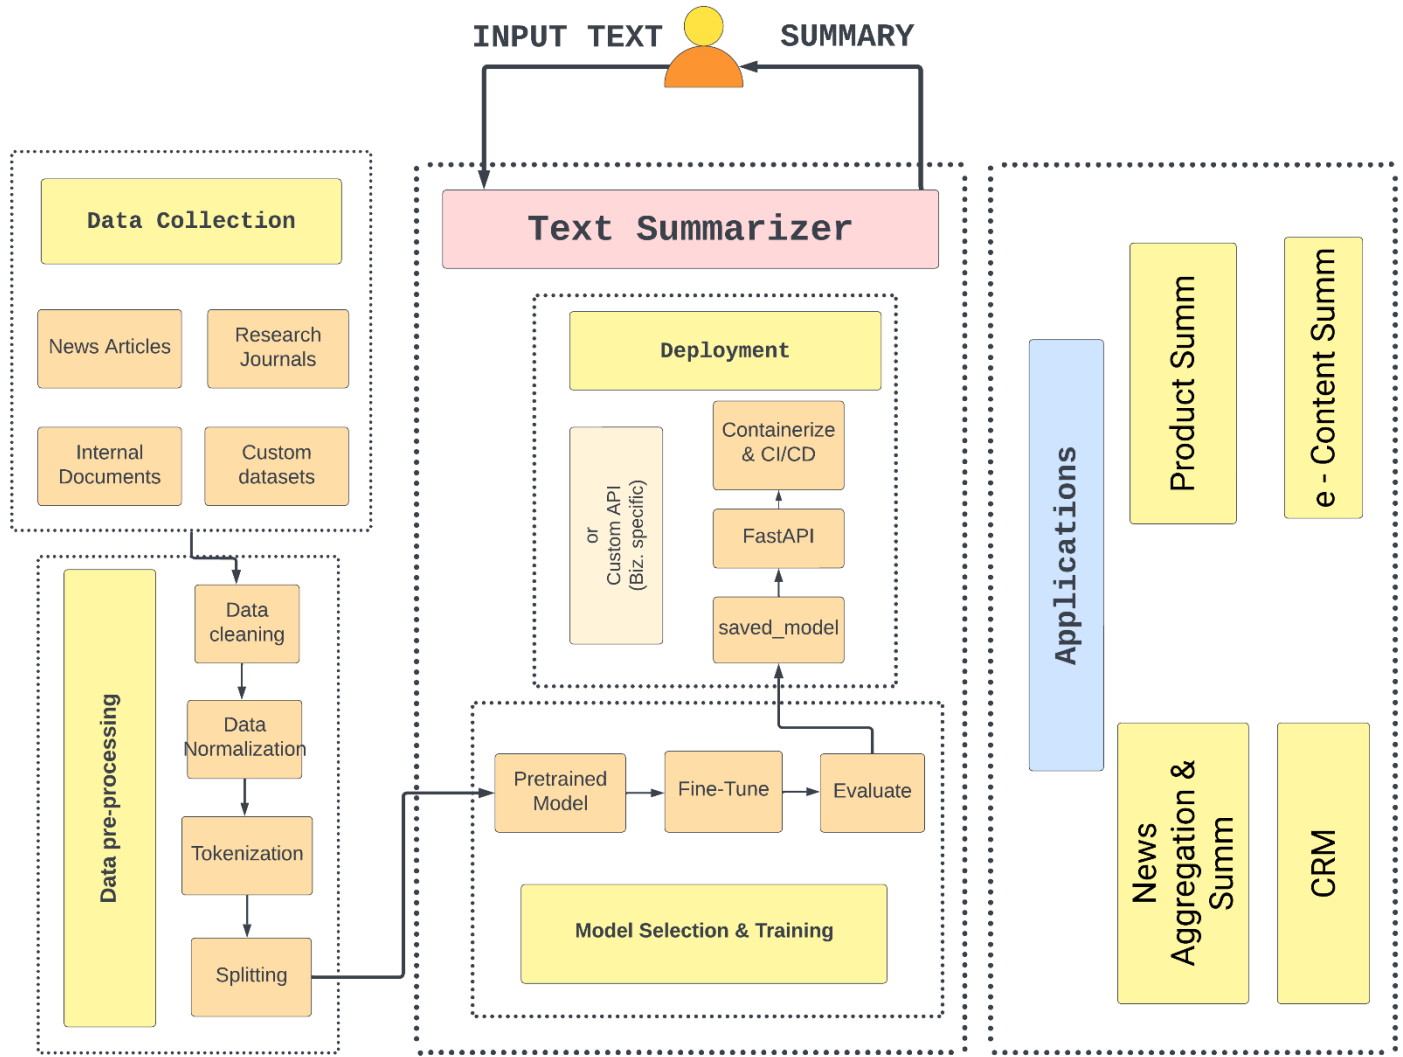 INPUT TEXT
SUMMARY
Data Collection
News Articles
Research
Journals
Internal
Documents
Custom
datasets
Data pre-processing
Data
cleaning
Data
Normalization
Tokenization
Splitting
Text Summarizer
Deployment
or
Custom API
(Biz. specific)
Containerize
& CI/CD
FastAPI
saved_model
Pretrained
Model
Fine-Tune
Evaluate
Model Selection & Training
Applications
Product Summ
e - Content Summ
News
Aggregation &
Summ
CRM